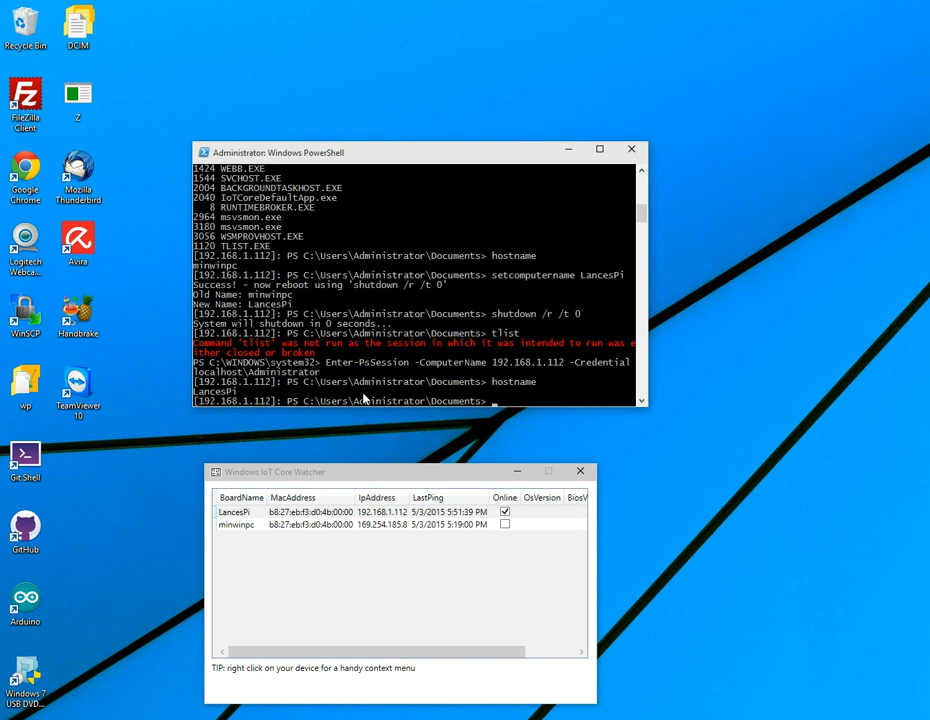 Recycle Bin
DCIM
FileZilla
Client
Z
Google
Chrome
Mozilla
Thunderbird
Logitech
Webca...
Avira
WinSCP
Handbrake
wp
TeamViewer
10
Git Shell
GitHub
Arduino
Windows 7
USB DVD...
Administrator: Windows PowerShell
1424 WEBB.EXE
1544 SVCHOST.EXE
2004 BACKGROUNDTASKHOST.EXE
2040 IoTCoreDefaultApp.exe
8 RUNTIMEBROKER.EXE
2964 msvsmon.exe
3180 msvsmon.exe
3056 WSMPROVHOST.EXE
1120 TLIST.EXE
[192.168.1.112]: PS C:\Users\Administrator\Documents> hostname
minwinpc
[192.168.1.112]: PS C:\Users\Administrator\Documents> setcomputername LancesPi
Success! - now reboot using 'shutdown /r /t 0'
Old Name: minwinpc
New Name: LancesPi
[192.168.1.112]: PS C:\Users\Administrator\Documents> shutdown /r /t 0
System will shutdown in 0 seconds...
[192.168.1.112]: PS C:\Users\Administrator\Documents> tlist
Command 'tlist' was not run as the session in which it was intended to run was e
ither closed or broken
PS C:\WINDOWS\system32> Enter-PsSession -ComputerName 192.168.1.112 -Credential
localhost\Administrator
[192.168.1.112]: PS C:\Users\Administrator\Documents> hostname
LancesPi
[192.168.1.112]: PS C:\Users\Administrator\Documents> _
Windows IoT Core Watcher
BoardName MacAddress IpAddress LastPing Online OsVersion BiosV
LancesPi b8:27:eb:f3:d0:4b:00:00 192.168.1.112 5/3/2015 5:51:39 PM
minwinpc b8:27:eb:f3:d0:4b:00:00 169.254.185.8 5/3/2015 5:19:00 PM
TIP: right click on your device for a handy context menu